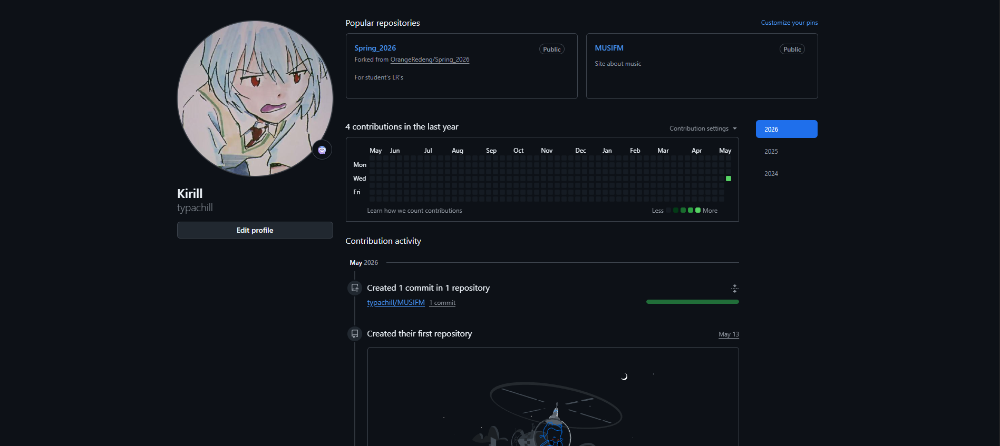 Kirill
typachill
Edit profile
Popular repositories
Customize your pins
Spring_2026
Public
Forked from OrangeRedeng/Spring_2026
For student's LR's
MUSIFM
Public
Site about music
4 contributions in the last year
Contribution settings
May Jun Jul Aug Sep Oct Nov Dec Jan Feb Mar Apr May
Mon
Wed
Fri
Learn how we count contributions
Less More
2026
2025
2024
Contribution activity
May 2026
Created 1 commit in 1 repository
typachill/MUSIFM 1 commit
Created their first repository
May 13